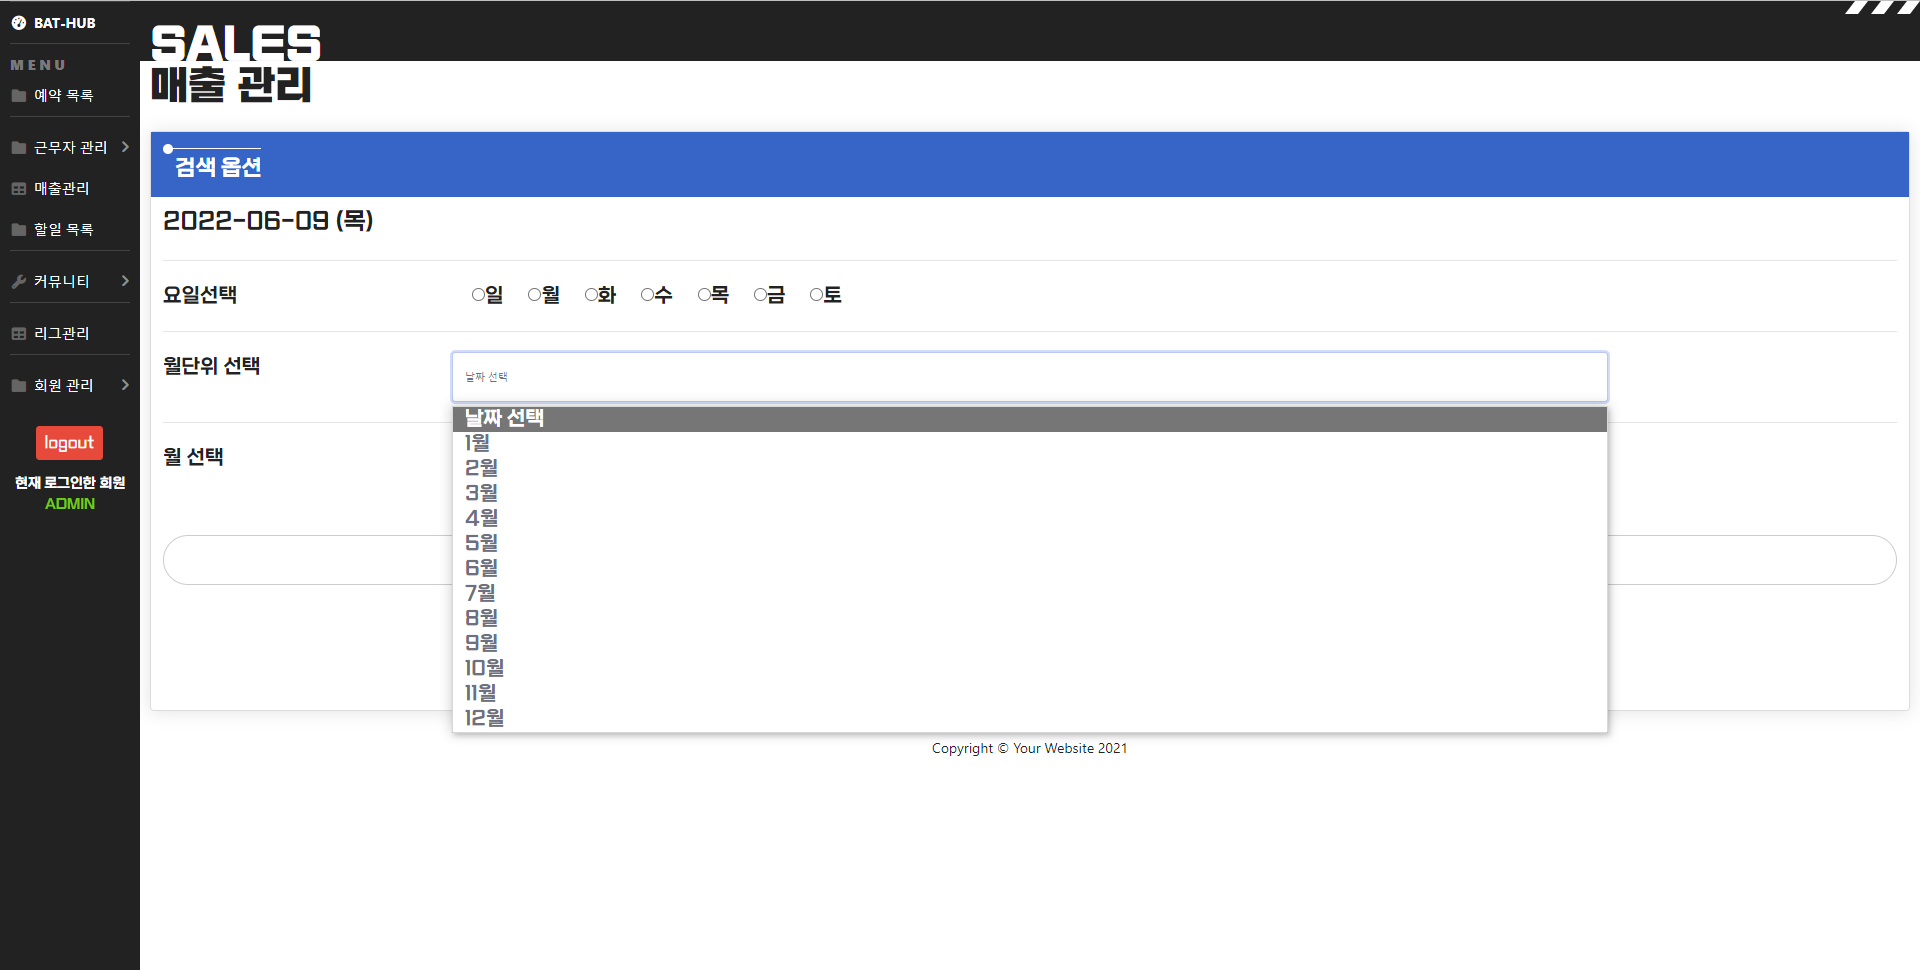 BAT-HUB
MENU
예약 목록
근무자 관리
매출관리
할일 목록
커뮤니티
리그관리
회원 관리
logout
현재 로그인한 회원
ADMIN
SALES
매출 관리
검색 옵션
2022-06-09 (목)
요일선택 일 월 화 수 목 금 토
월단위 선택 날짜 선택
날짜 선택
1월
월 선택
2월
3월
4월
5월
6월
7월
8월
9월
10월
11월
12월
Copyright © Your Website 2021